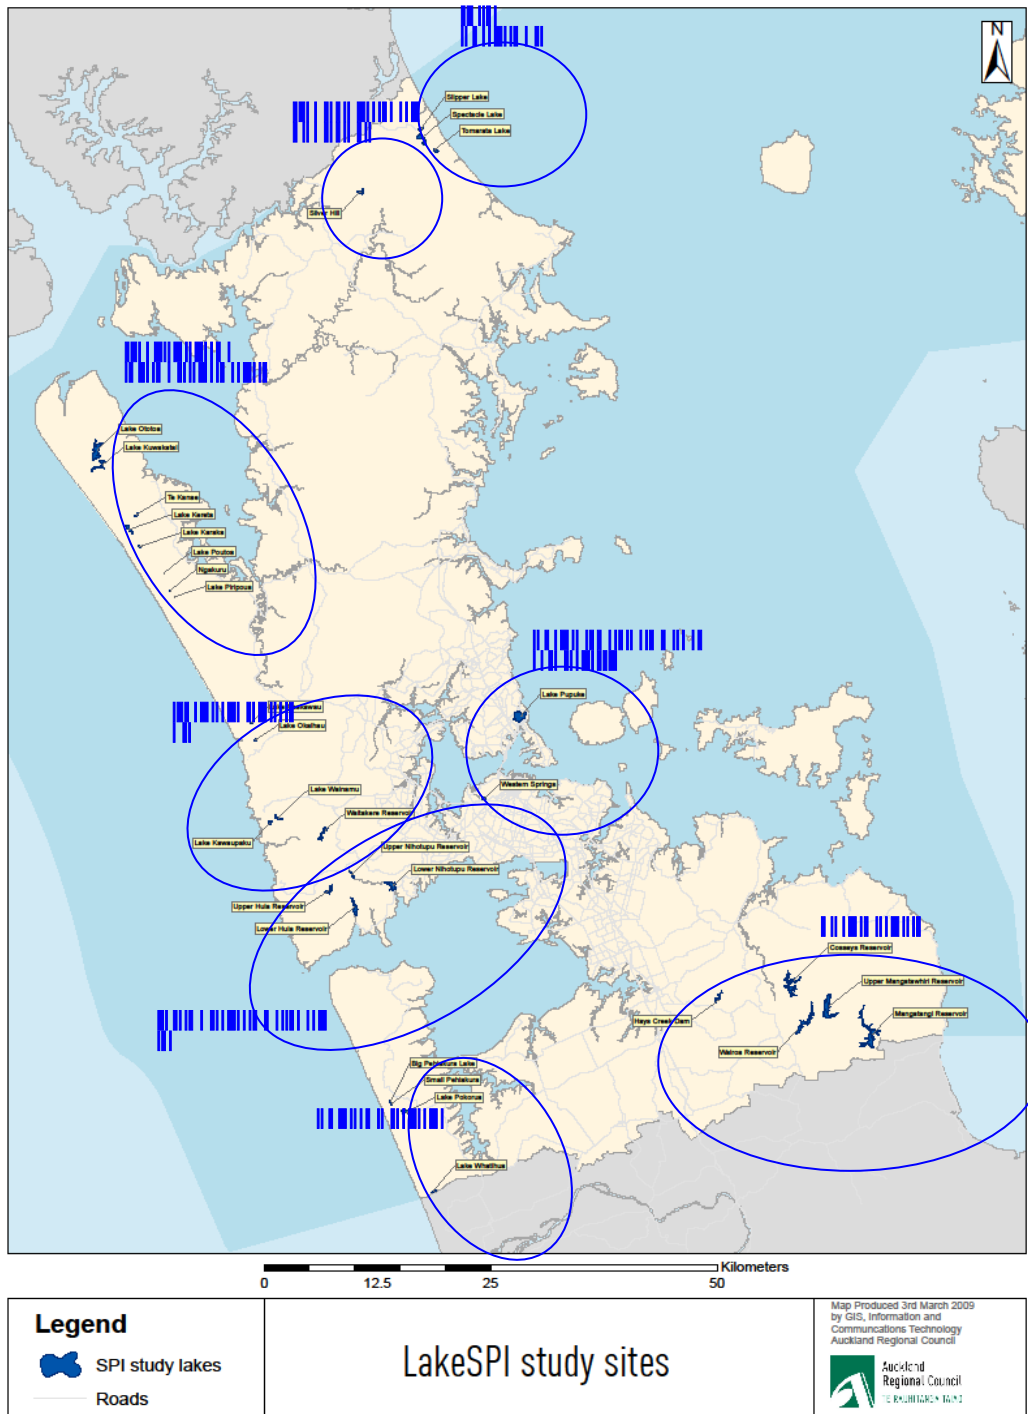 N
Slipper Lake
Spectacle Lake
Tomarata Lake
Silver Hill
Lake Ototoa
Lake Kuwakatai
Te Kanae
Lake Kereta
Lake Karaka
Lake Poutoa
Ngakuru
Lake Piripoua
Lake Pupuke
Lake Okaihau
Western Springs
Lake Wainamu
Waitakere Reservoir
Lake Kawaupaku
Upper Nihotupu Reservoir
Lower Nihotupu Reservoir
Upper Huia Reservoir
Lower Huia Reservoir
Cosseys Reservoir
Upper Mangatawhiri Reservoir
Mangatangi Reservoir
Hays Creek Dam
Wairoa Reservoir
Big Pehiakura Lake
Small Pehiakura
Lake Pokorua
Lake Whatihua
Kilometers
0 12.5 25 50
Legend
SPI study lakes
Roads
LakeSPI study sites
Map Produced 3rd March 2009
by GIS, Information and
Communcations Technology
Auckland Regional Council
Auckland
Regional Council
TE RAUHITANGA TAIAO